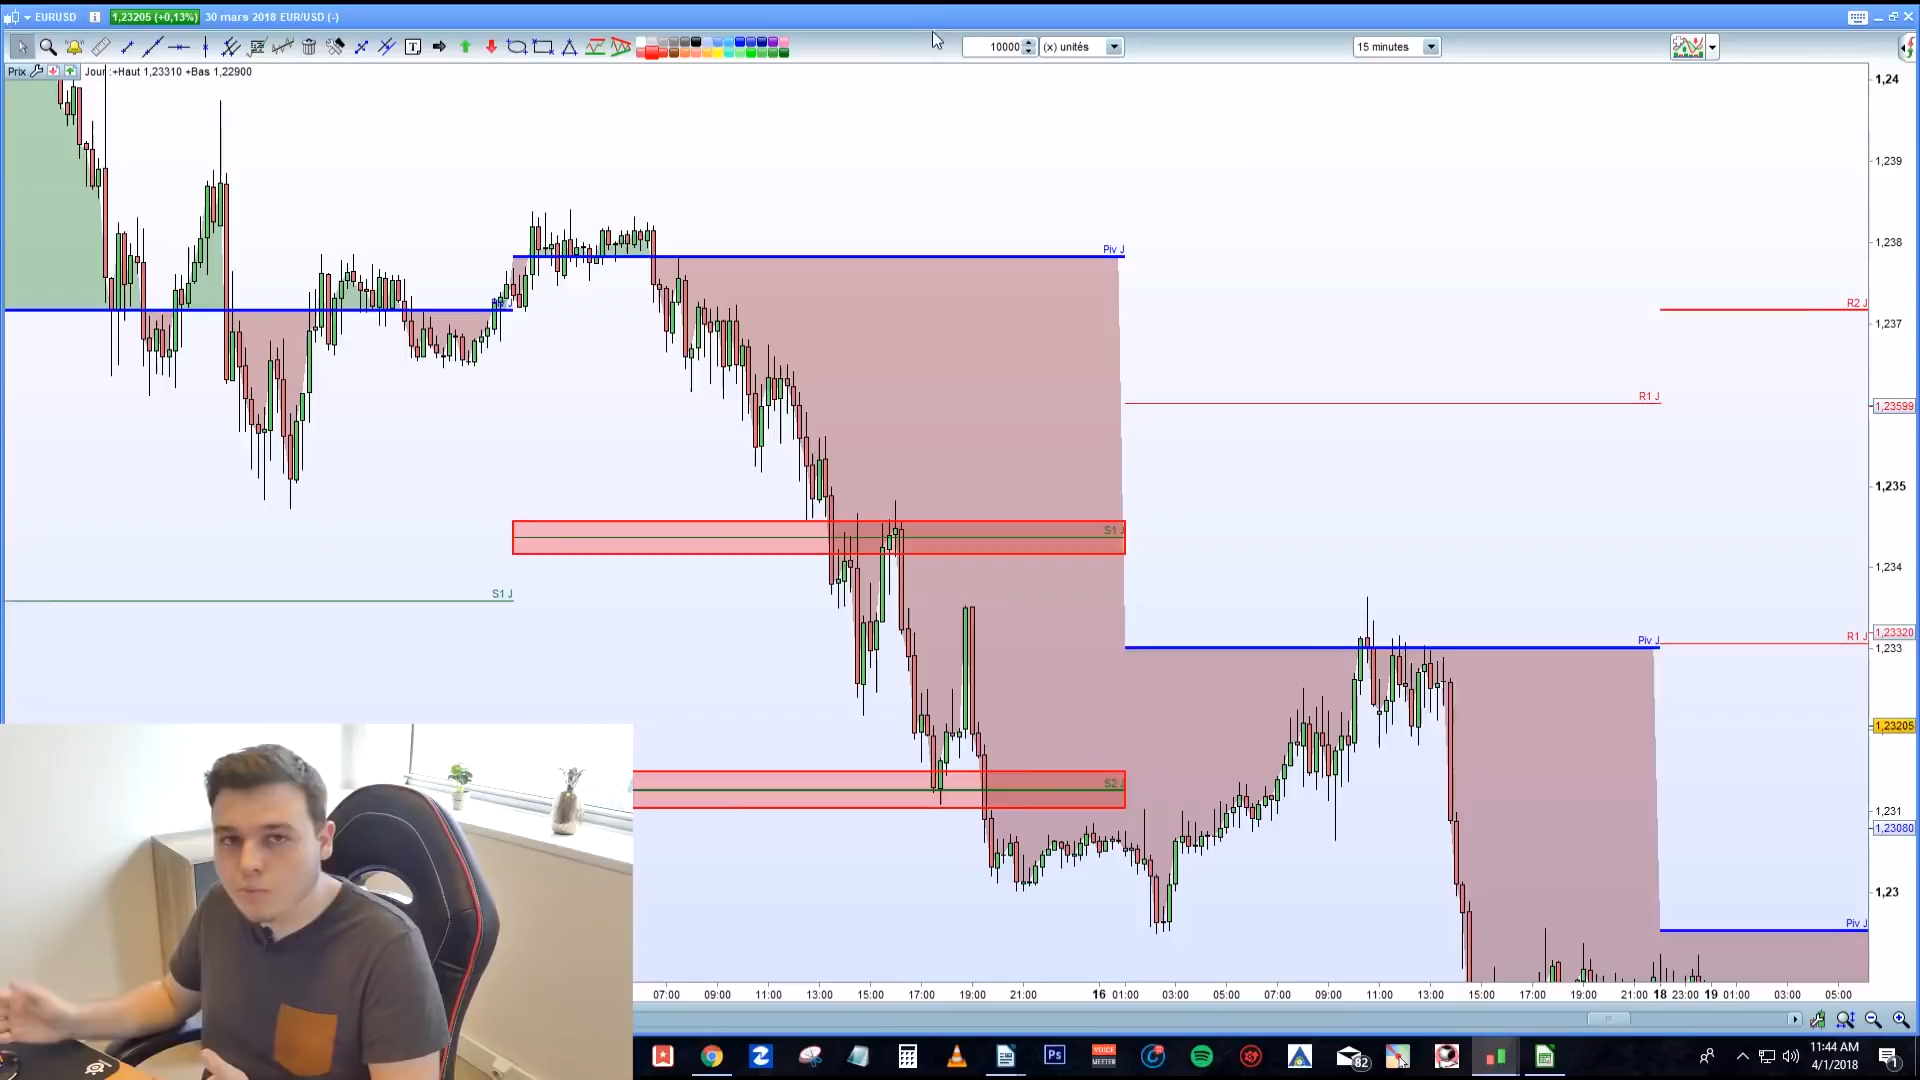 EURUSD
1,23205 (+0,13%)
30 mars 2018 EUR/USD (-)
10000
(x) unités
15 minutes
Prix
Jour :+Haut 1,23310 +Bas 1,22900
1,24
1,239
1,238
1,237
1,23599
1,235
1,234
1,23320
1,233
1,23205
1,231
1,23080
1,23
Piv J
R2 J
R1 J
S1 J
S1 J
Piv J
R1 J
S2 J
Piv J
07:00 09:00 11:00 13:00 15:00 17:00 19:00 21:00 16 01:00 03:00 05:00 07:00 09:00 11:00 13:00 15:00 17:00 19:00 21:00 18 23:00 19 01:00 03:00 05:00
Ps
VOICE
MEETER
82
11:44 AM
4/1/2018
1